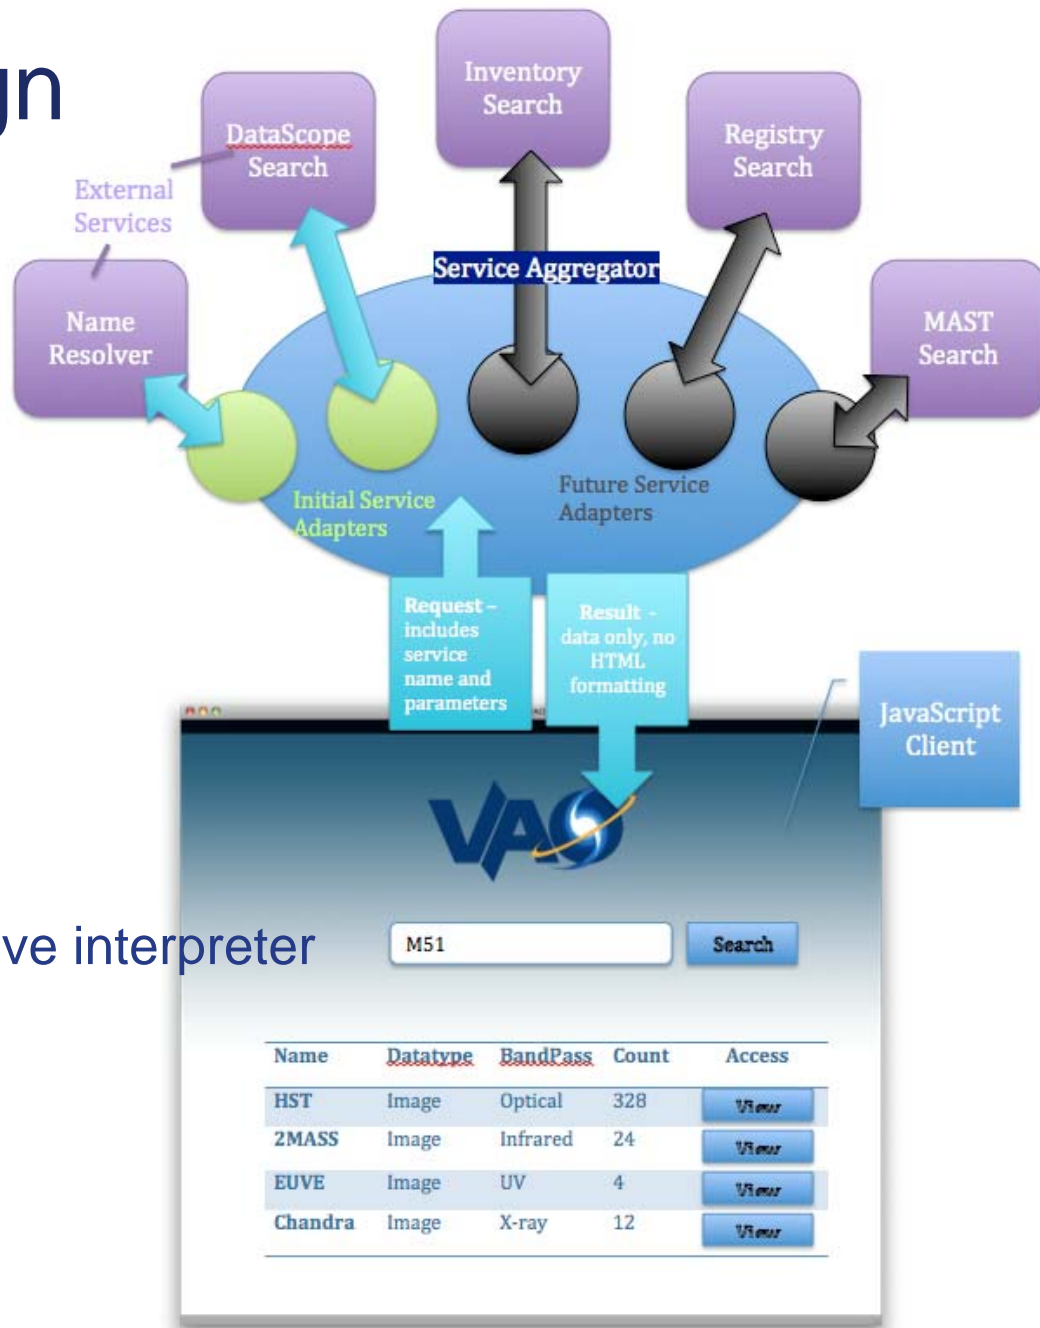 gn
Inventory
Search
DataScope
Search
Registry
Search
External
Services
Service Aggregator
Name
Resolver
MAST
Search
Initial Service
Adapters
Future Service
Adapters
Request –
includes
service
name and
parameters
Result -
data only, no
HTML
formatting
JavaScript
Client
VAO
ve interpreter
M51
Search
Name Datatype BandPass Count Access
HST Image Optical 328 View
2MASS Image Infrared 24 View
EUVE Image UV 4 View
Chandra Image X-ray 12 View